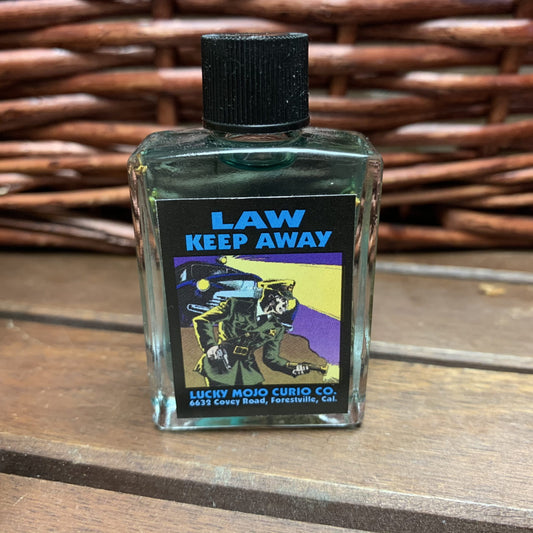 LAW
KEEP AWAY
LUCKY MOJO CURIO CO.
6632 Covey Road, Forestville, Cal.